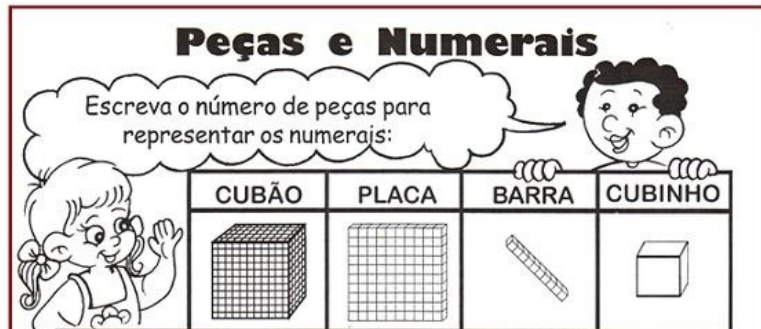 Peças e Numerais
Escreva o número de peças para
representar os numerais:
CUBÃO PLACA BARRA CUBINHO